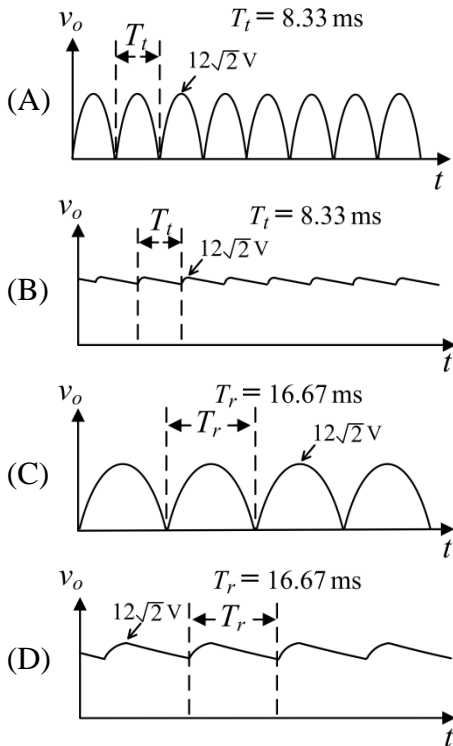 T_t = 8.33 ms
v_o
T_t
12√2 V
(A)
t
v_o
T_t = 8.33 ms
T_t
12√2 V
(B)
t
v_o
T_r = 16.67 ms
T_r
12√2 V
(C)
t
v_o
T_r = 16.67 ms
12√2 V
T_r
(D)
t